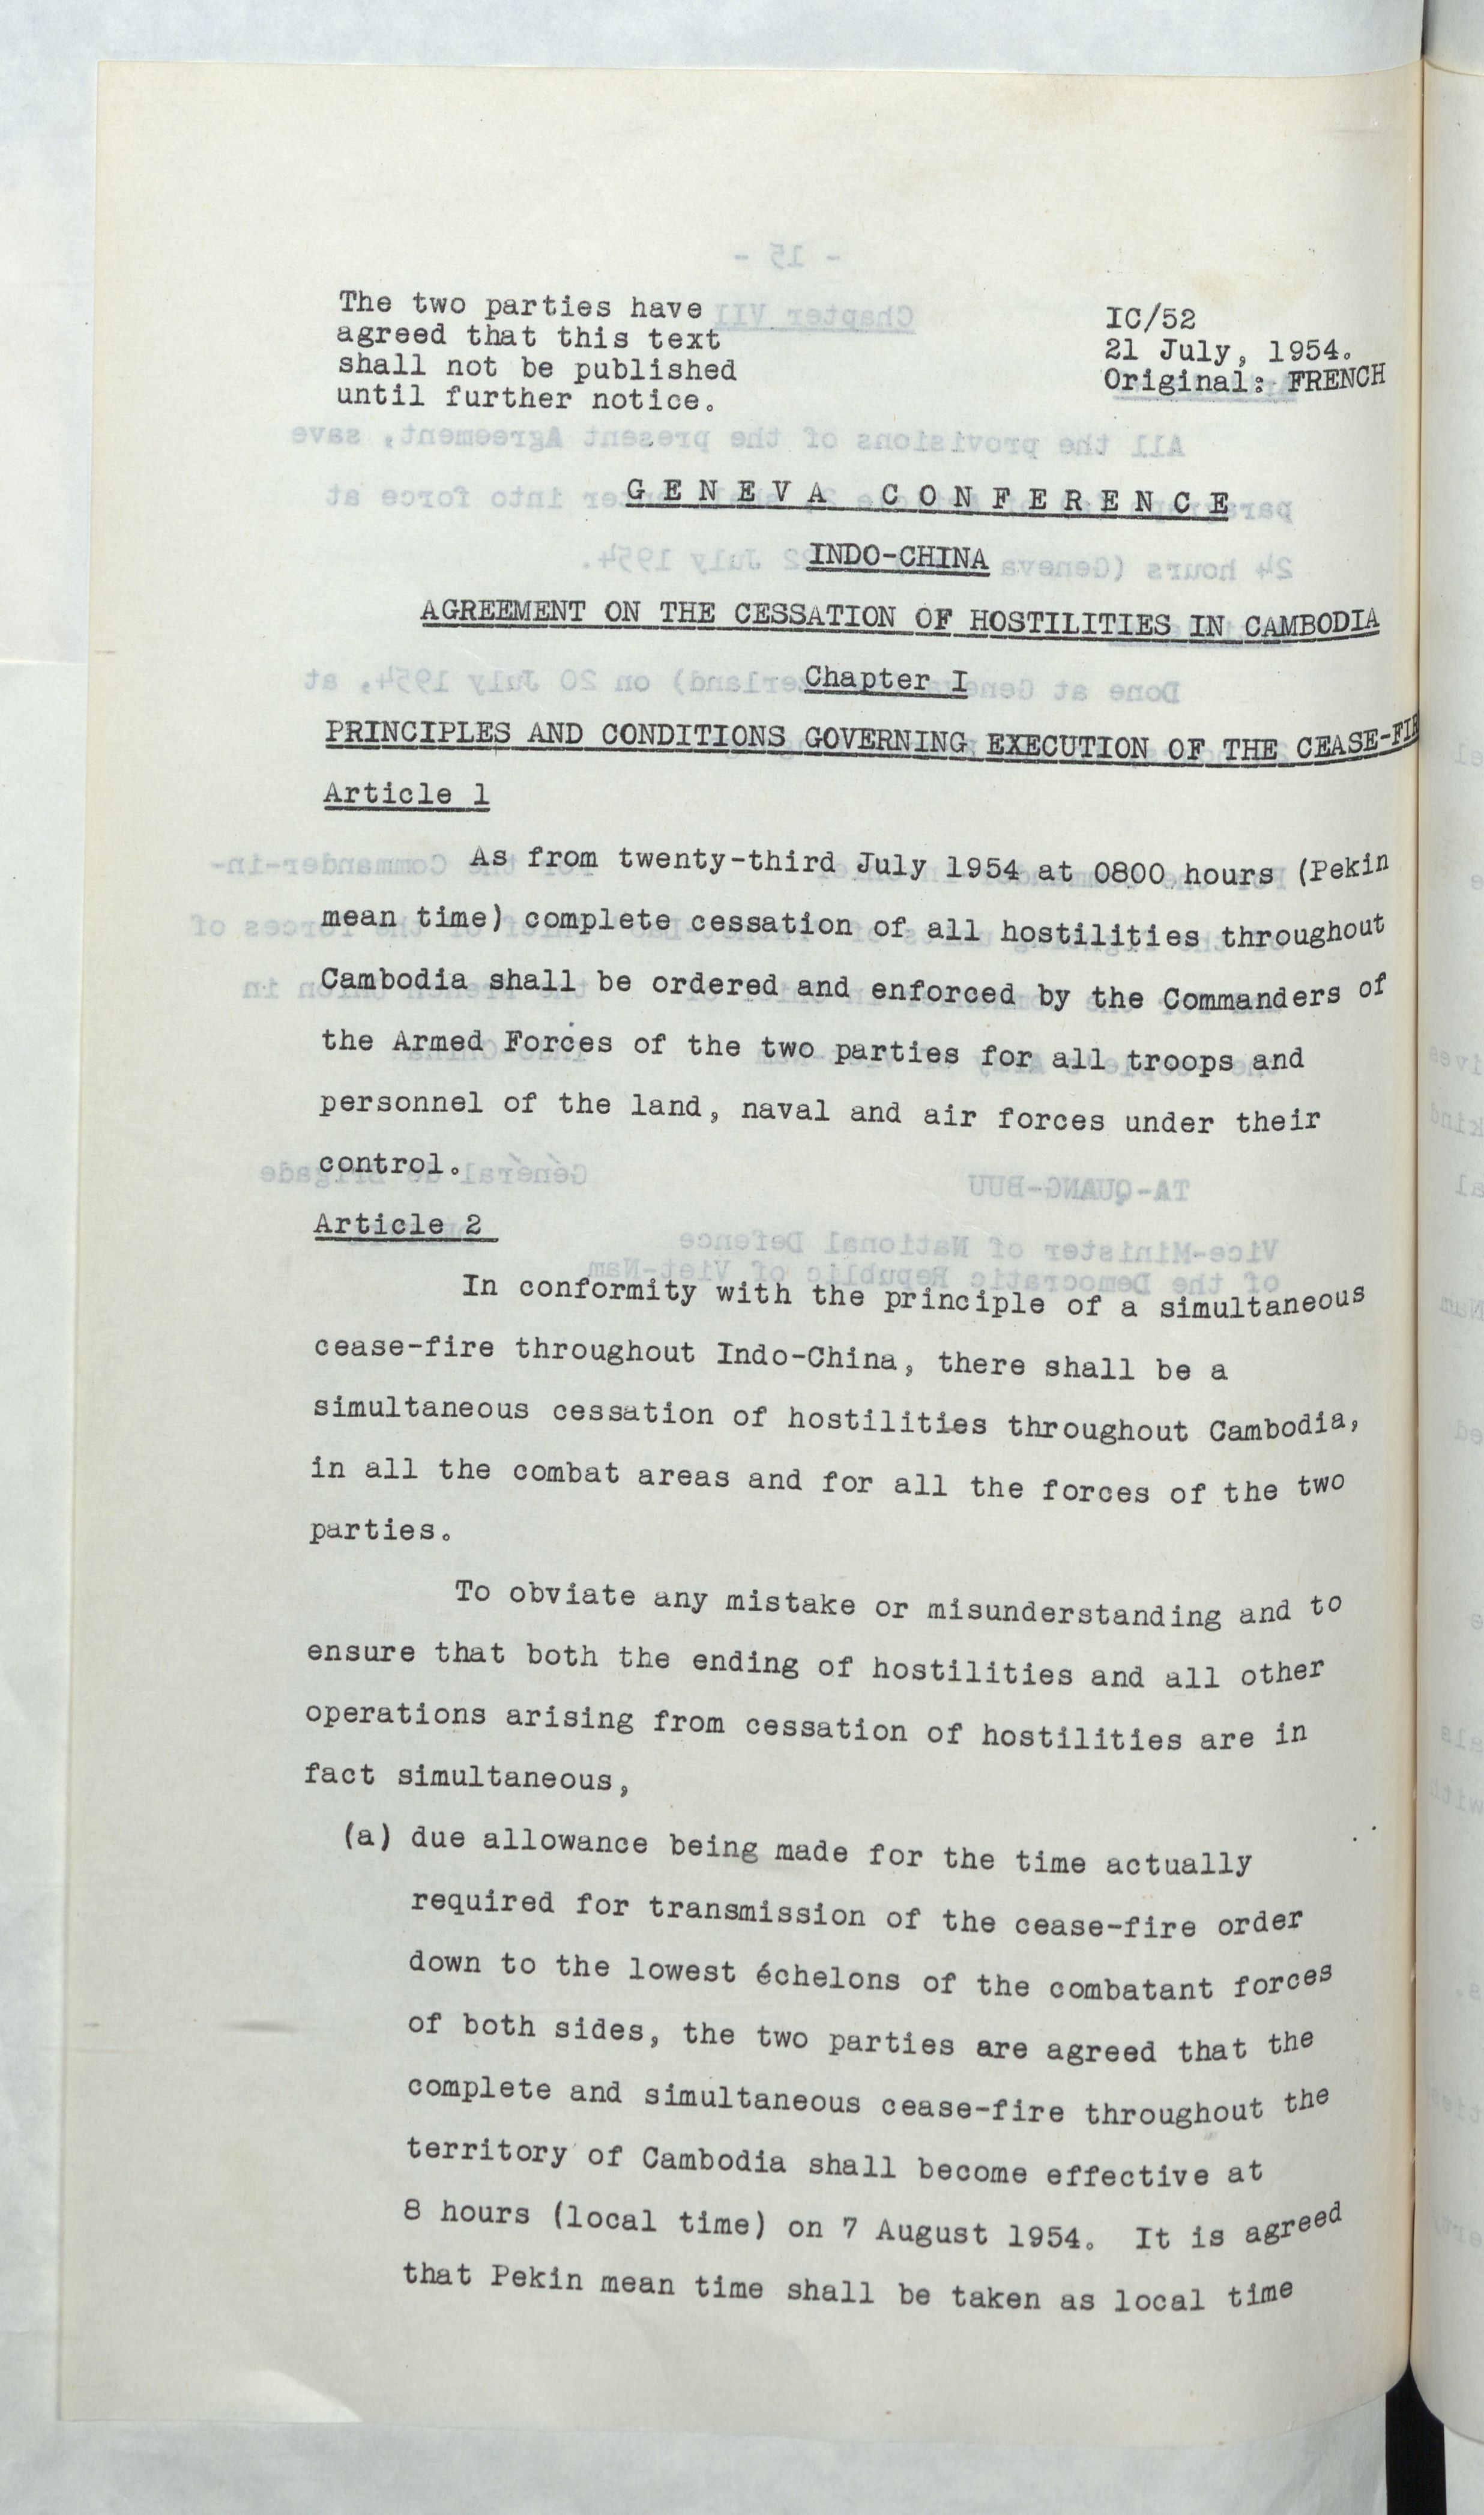 The two parties have
agreed that this text
shall not be published
until further notice.
IC/52
21 July, 1954.
Original: FRENCH
GENEVA CONFERENCE
INDO-CHINA
AGREEMENT ON THE CESSATION OF HOSTILITIES IN CAMBODIA
Chapter I
PRINCIPLES AND CONDITIONS GOVERNING EXECUTION OF THE
Article 1
As from twenty-third July 1954 at 0800 hours (Pekin
mean time) complete cessation of all hostilities throughout
Cambodia shall be ordered and enforced by the Commanders of
the Armed Forces of the two parties for all troops and
personnel of the land, naval and air forces under their
control.
Article 2
In conformity with the principle of a simultaneous
cease-fire throughout Indo-China, there shall be a
simultaneous cessation of hostilities throughout Cambodia,
in all the combat areas and for all the forces of the two
parties.
To obviate any mistake or misunderstanding and to
ensure that both the ending of hostilities and all other
operations arising from cessation of hostilities are in
fact simultaneous,
(a) due allowance being made for the time actually
required for transmission of the cease-fire order
down to the lowest échelons of the combatant forces
of both sides, the two parties are agreed that the
complete and simultaneous cease-fire throughout the
territory of Cambodia shall become effective at
8 hours (local time) on 7 August 1954. It is agreed
that Pekin mean time shall be taken as local time